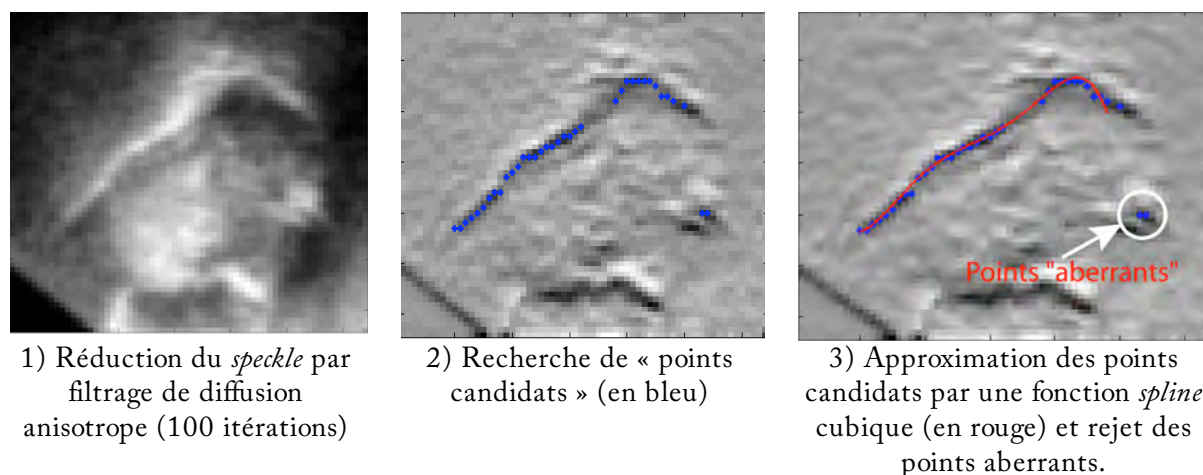 Points "aberrants"
1) Réduction du speckle par
filtrage de diffusion
anisotrope (100 itérations)
2) Recherche de « points
candidats » (en bleu)
3) Approximation des points
candidats par une fonction spline
cubique (en rouge) et rejet des
points aberrants.